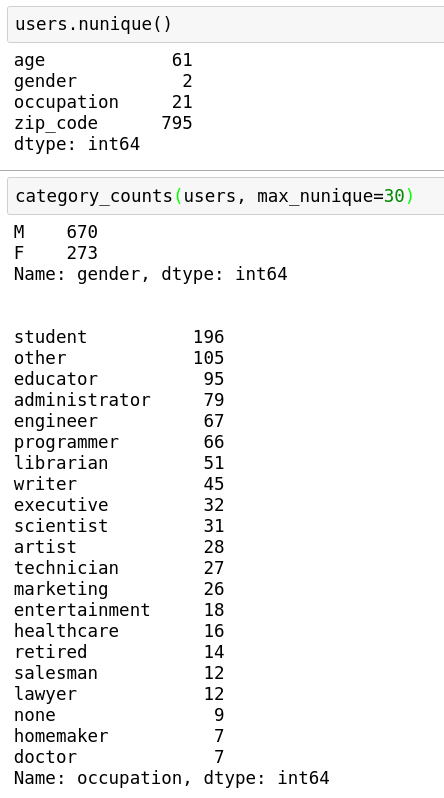 users.nunique()
age 61
gender 2
occupation 21
zip_code 795
dtype: int64
category_counts(users, max_nunique=30)
M 670
F 273
Name: gender, dtype: int64
student 196
other 105
educator 95
administrator 79
engineer 67
programmer 66
librarian 51
writer 45
executive 32
scientist 31
artist 28
technician 27
marketing 26
entertainment 18
healthcare 16
retired 14
salesman 12
lawyer 12
none 9
homemaker 7
doctor 7
Name: occupation, dtype: int64